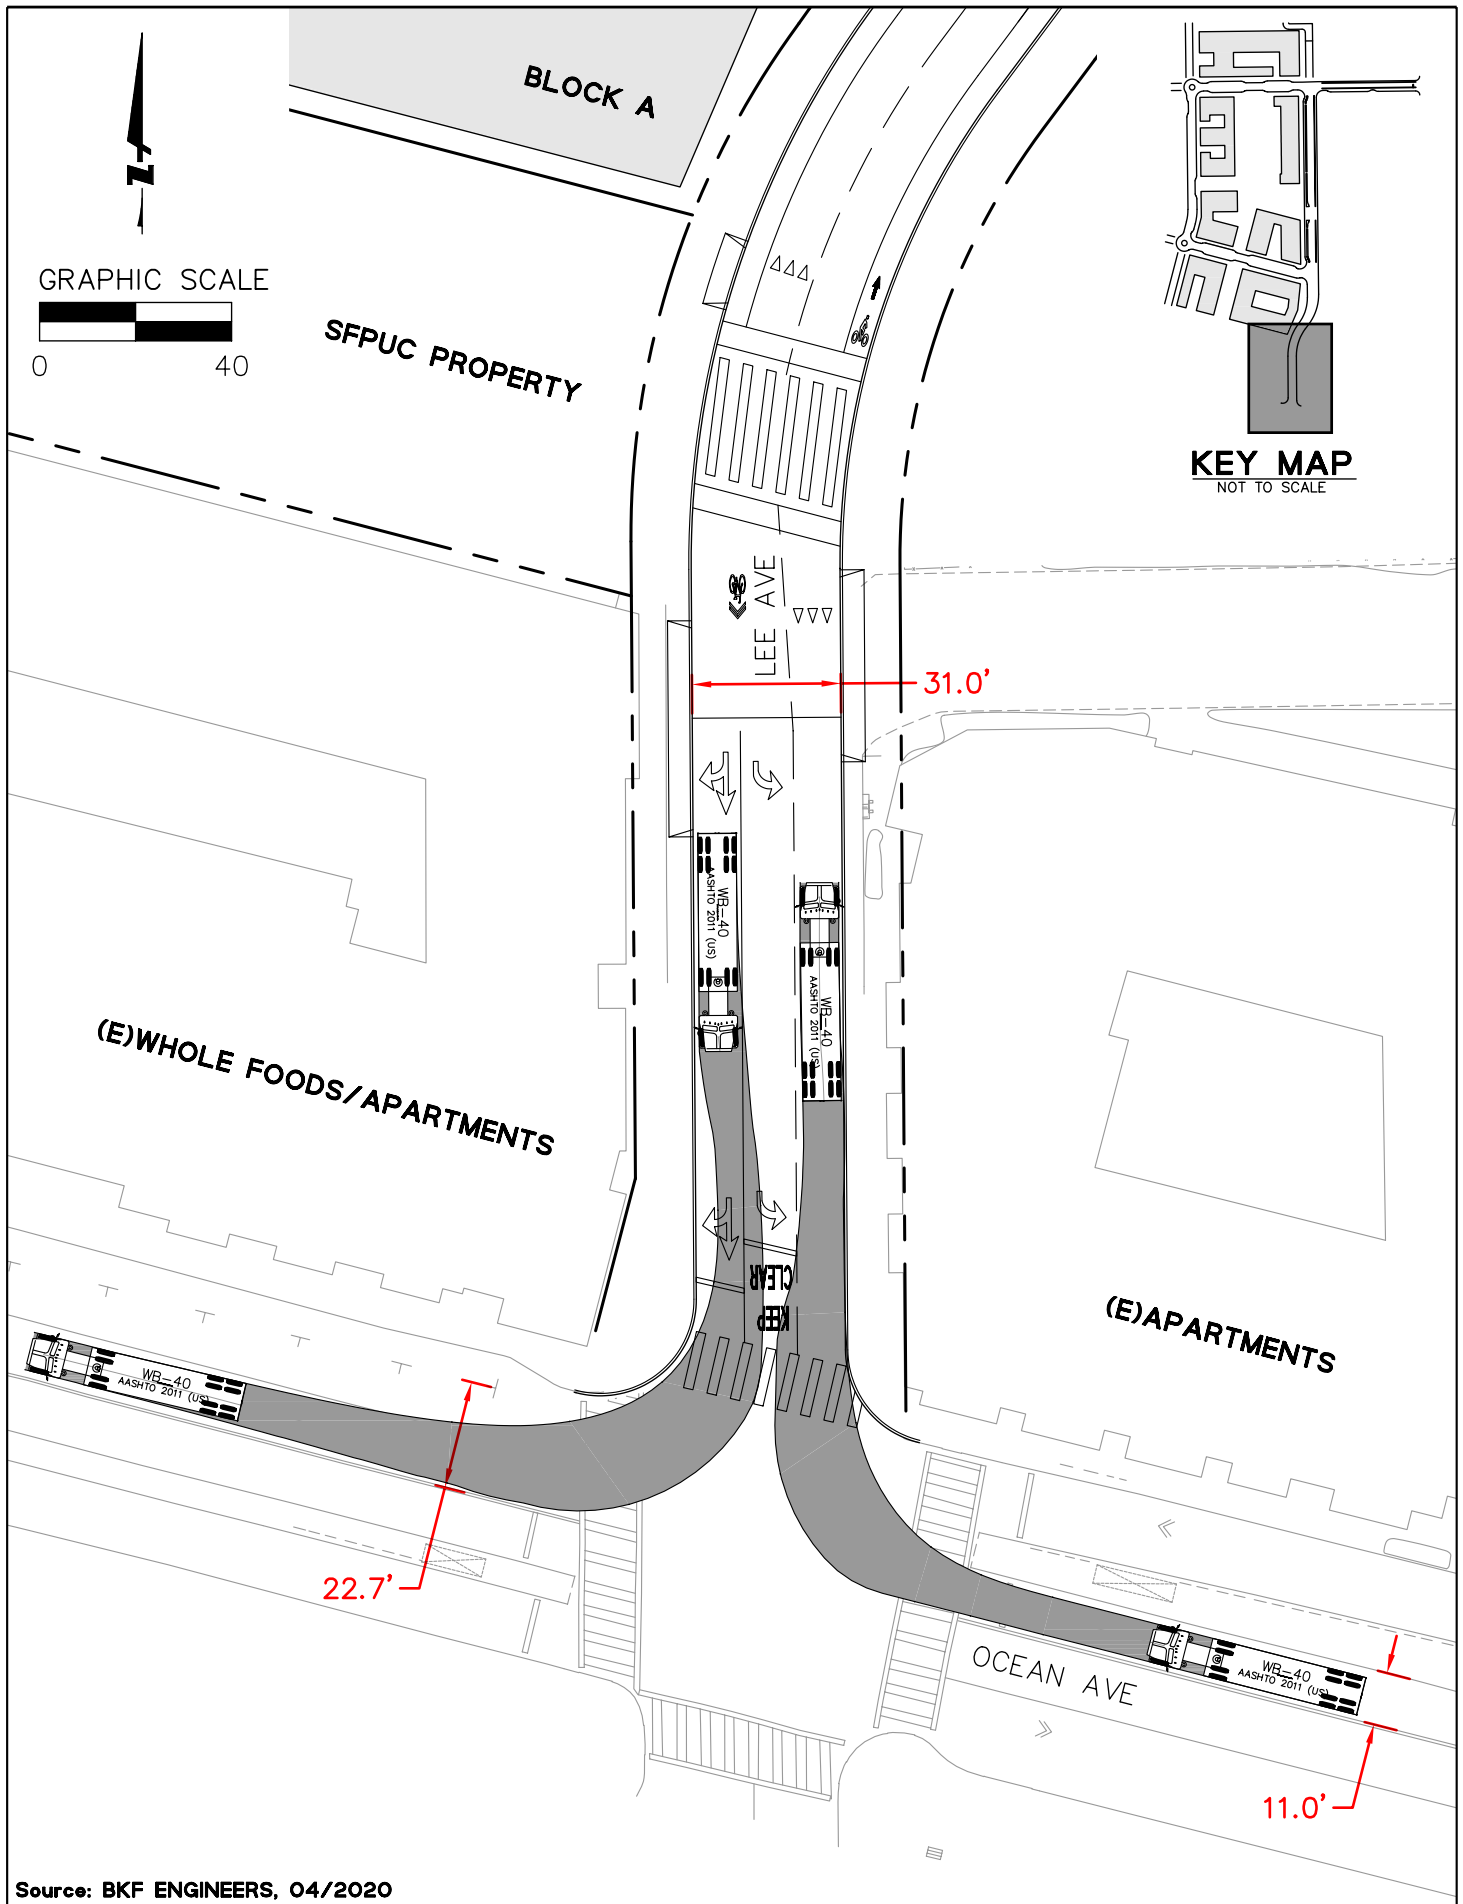 BLOCK A
N
GRAPHIC SCALE
0 40
SFPUC PROPERTY
KEY MAP
NOT TO SCALE
LEE AVE
31.0'
WB-40
AASHTO 2011 (US)
WB-40
AASHTO 2011 (US)
(E)WHOLE FOODS/APARTMENTS
CLEAR
KEEP
(E)APARTMENTS
WB-40
AASHTO 2011 (US)
22.7'
OCEAN AVE
WB-40
AASHTO 2011 (US)
11.0'
Source: BKF ENGINEERS, 04/2020